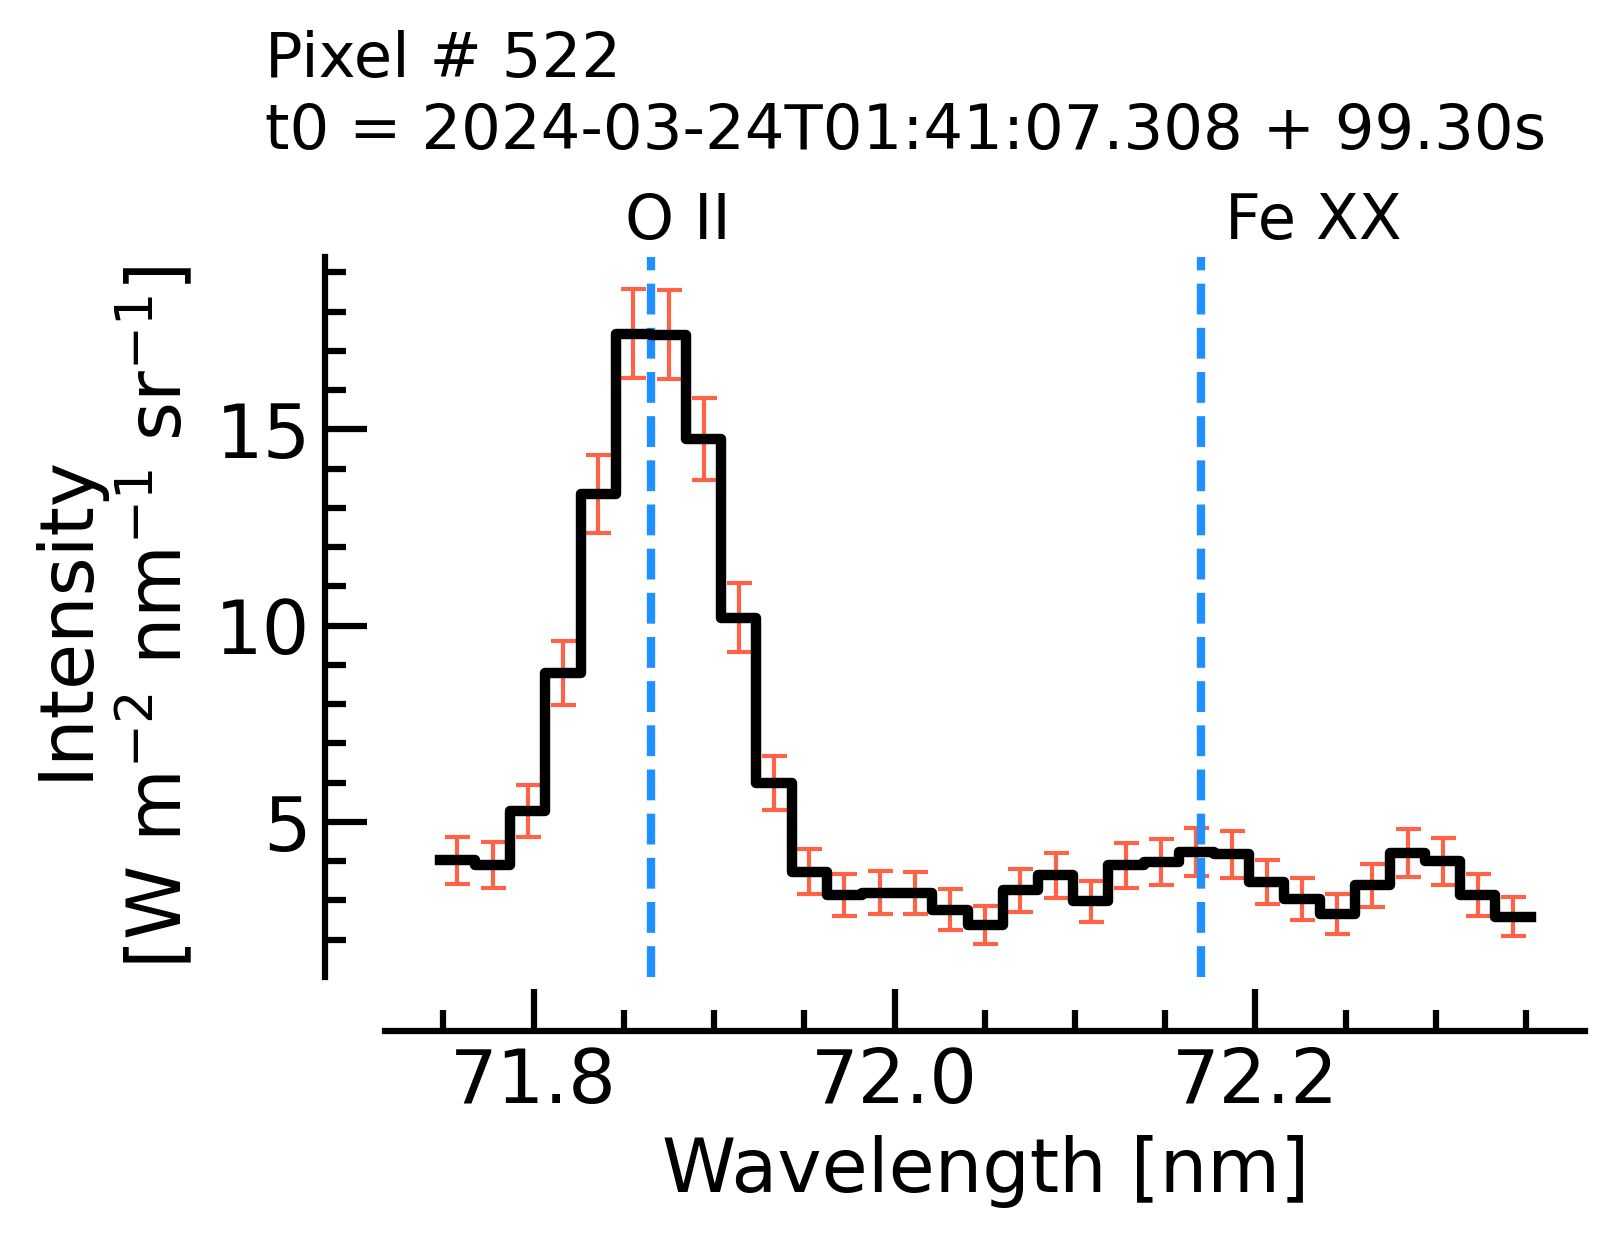 Pixel # 522
t0 = 2024-03-24T01:41:07.308 + 99.30s
O II
Fe XX
Intensity
[W m⁻² nm⁻¹ sr⁻¹]
15
10
5
71.8
72.0
72.2
Wavelength [nm]